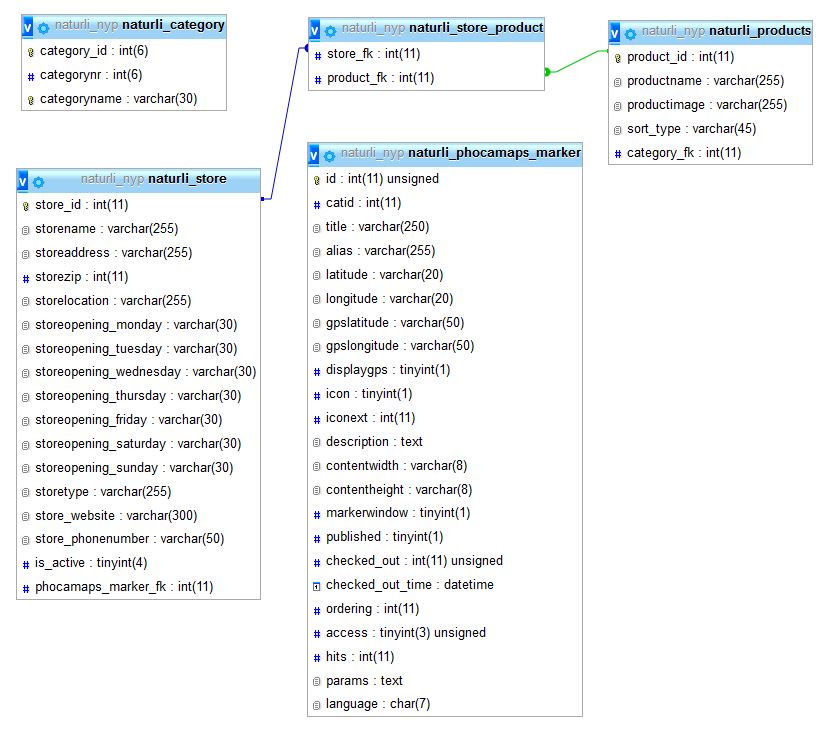 naturli_nyp naturli_category
category_id : int(6)
categorynr : int(6)
categoryname : varchar(30)
naturli_nyp naturli_store_product
store_fk : int(11)
product_fk : int(11)
naturli_nyp naturli_products
product_id : int(11)
productname : varchar(255)
productimage : varchar(255)
sort_type : varchar(45)
category_fk : int(11)
naturli_nyp naturli_store
store_id : int(11)
storename : varchar(255)
storeaddress : varchar(255)
storezip : int(11)
storelocation : varchar(255)
storeopening_monday : varchar(30)
storeopening_tuesday : varchar(30)
storeopening_wednesday : varchar(30)
storeopening_thursday : varchar(30)
storeopening_friday : varchar(30)
storeopening_saturday : varchar(30)
storeopening_sunday : varchar(30)
storetype : varchar(255)
store_website : varchar(300)
store_phonenumber : varchar(50)
is_active : tinyint(4)
phocamaps_marker_fk : int(11)
naturli_nyp naturli_phocamaps_marker
id : int(11) unsigned
catid : int(11)
title : varchar(250)
alias : varchar(255)
latitude : varchar(20)
longitude : varchar(20)
gpslatitude : varchar(50)
gpslongitude : varchar(50)
displaygps : tinyint(1)
icon : tinyint(1)
iconext : int(11)
description : text
contentwidth : varchar(8)
contentheight : varchar(8)
markerwindow : tinyint(1)
published : tinyint(1)
checked_out : int(11) unsigned
checked_out_time : datetime
ordering : int(11)
access : tinyint(3) unsigned
hits : int(11)
params : text
language : char(7)